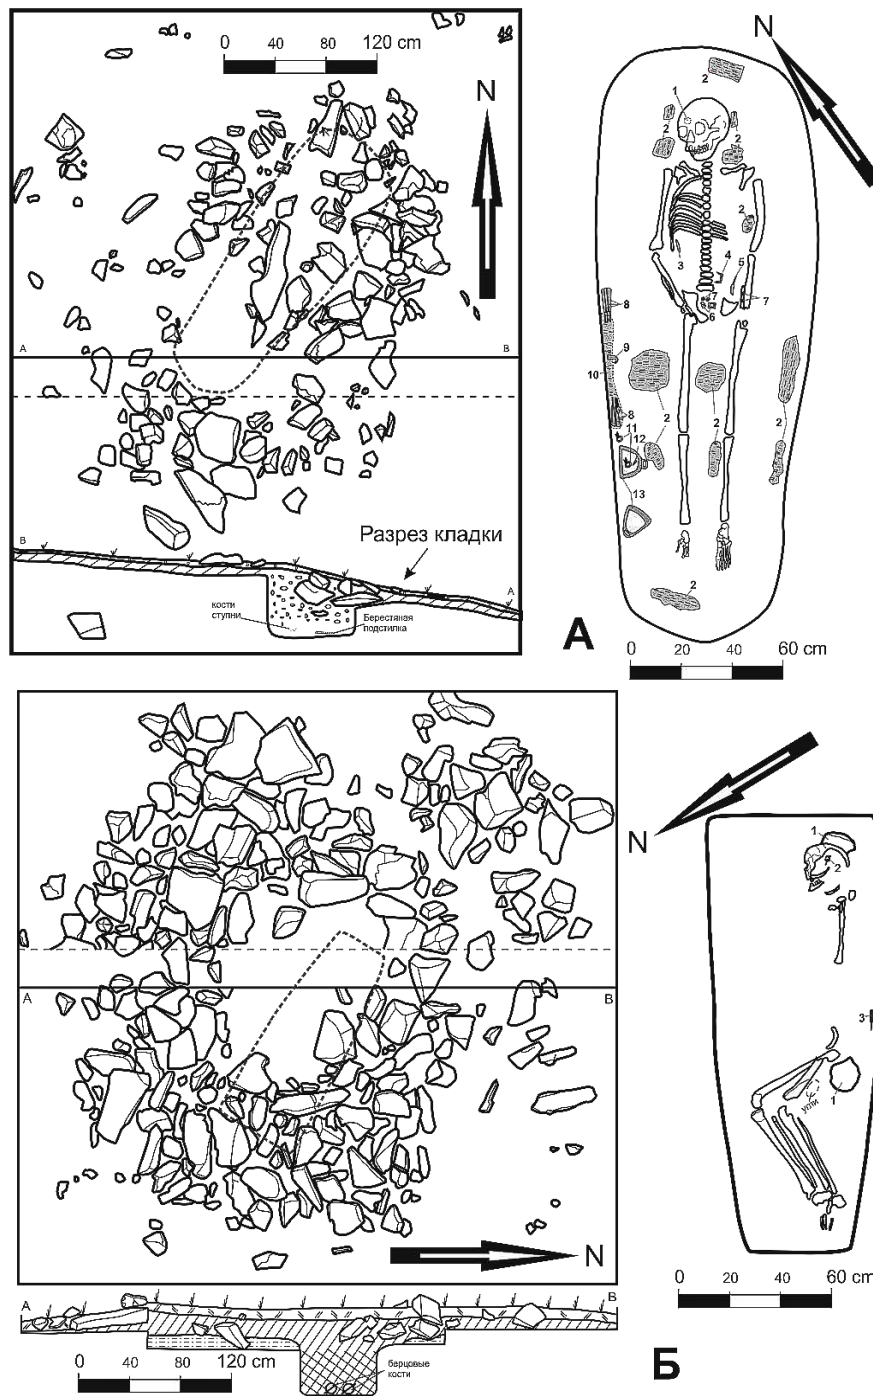 0 40 80 120 cm
N
A B
B
Разрез кладки
A
кости
ступни
Берестяная
подстилка
N
2
1
2
2
2
3
4
5
6
7
8
9
10
8
11
12
2
2
13
2
А
0 20 40 60 cm
A B
N
A B
0 40 80 120 cm
берцовые
кости
N
1
2
3
угли
1
0 20 40 60 cm
Б